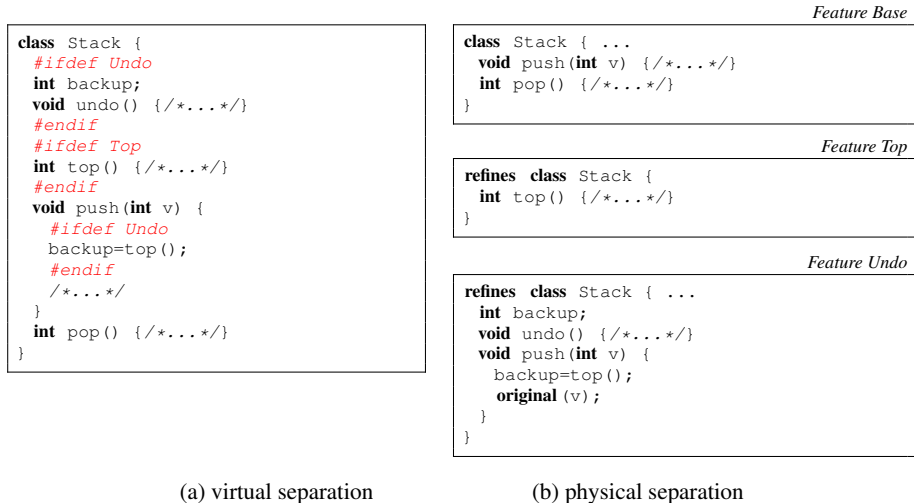 class Stack {
#ifdef Undo
int backup;
void undo() {/*...*/}
#endif
#ifdef Top
int top() {/*...*/}
#endif
void push(int v) {
#ifdef Undo
backup=top();
#endif
/*...*/
}
int pop() {/*...*/}
}
(a) virtual separation
Feature Base
class Stack { ...
void push(int v) {/*...*/}
int pop() {/*...*/}
}
Feature Top
refines class Stack {
int top() {/*...*/}
}
Feature Undo
refines class Stack { ...
int backup;
void undo() {/*...*/}
void push(int v) {
backup=top();
original(v);
}
}
(b) physical separation